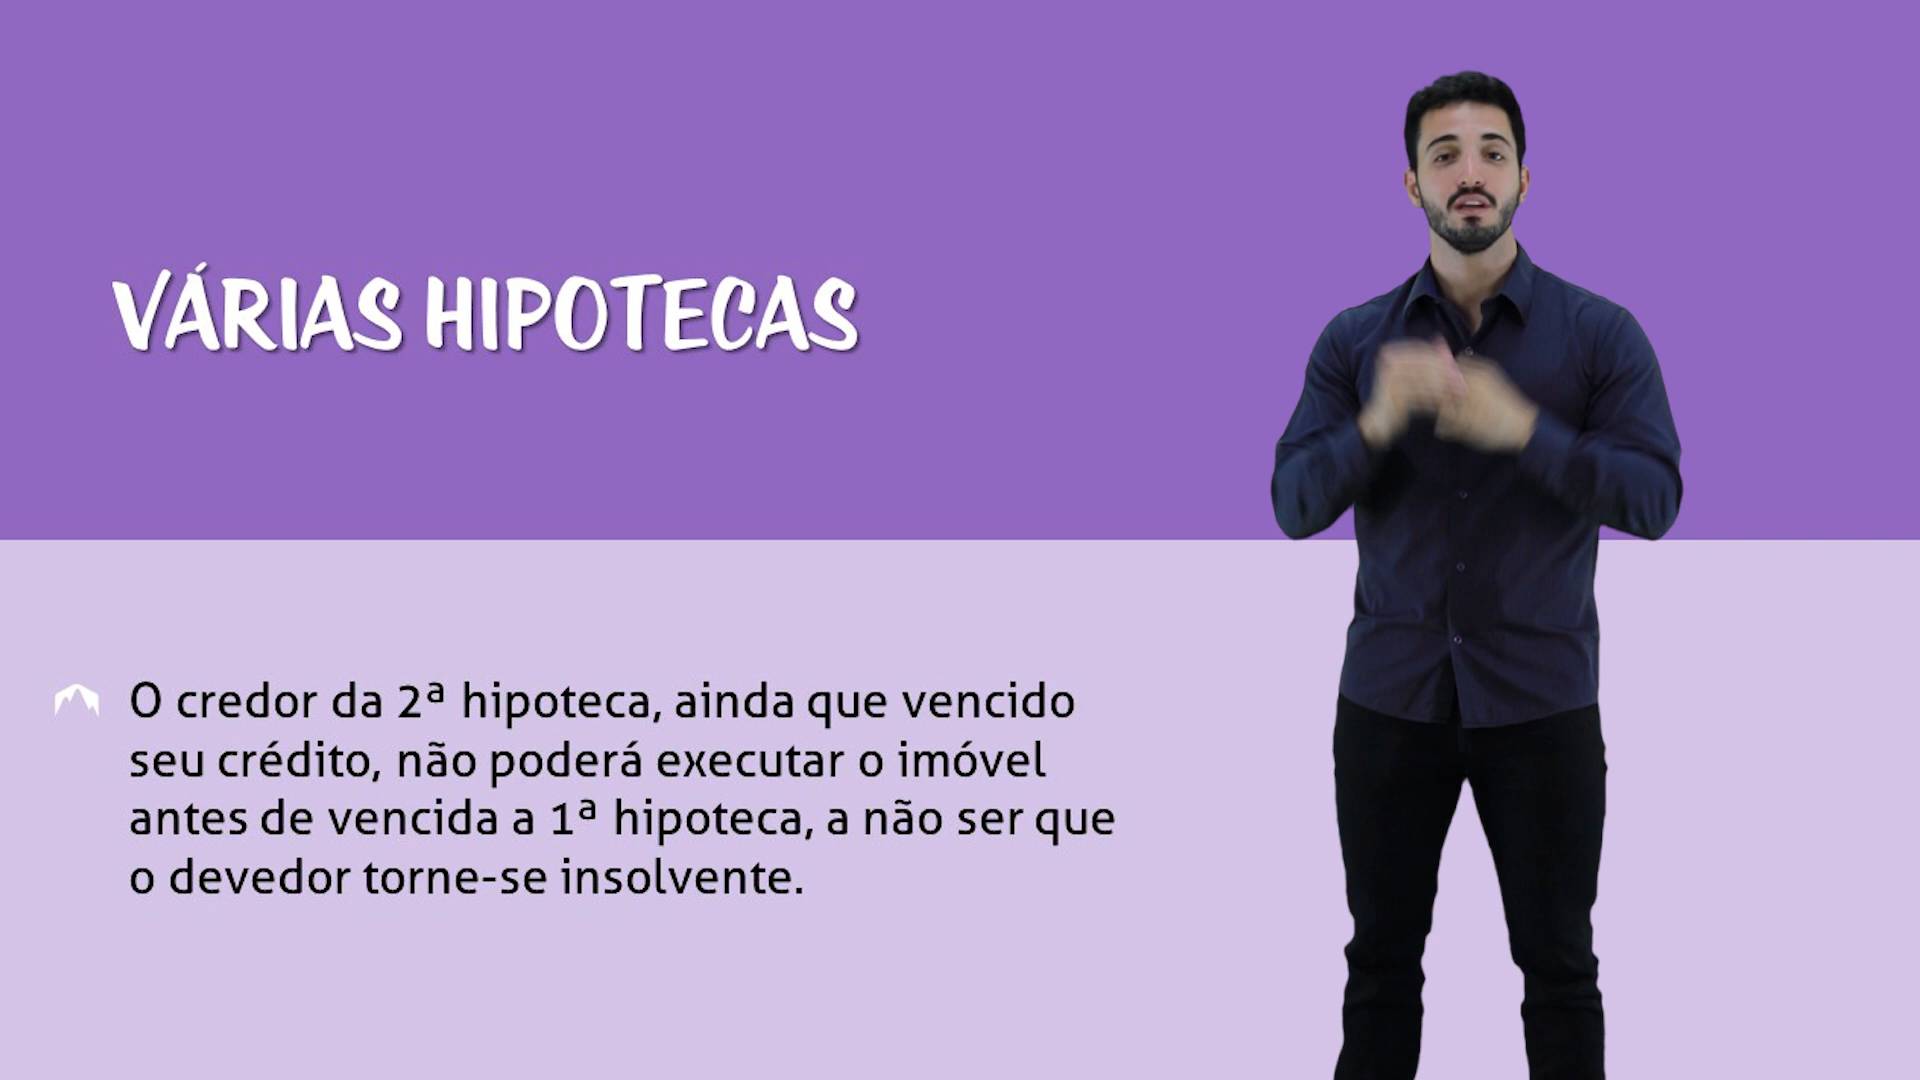 VÁRIAS HIPOTECAS
O credor da 2ª hipoteca, ainda que vencido
seu crédito, não poderá executar o imóvel
antes de vencida a 1ª hipoteca, a não ser que
o devedor torne-se insolvente.